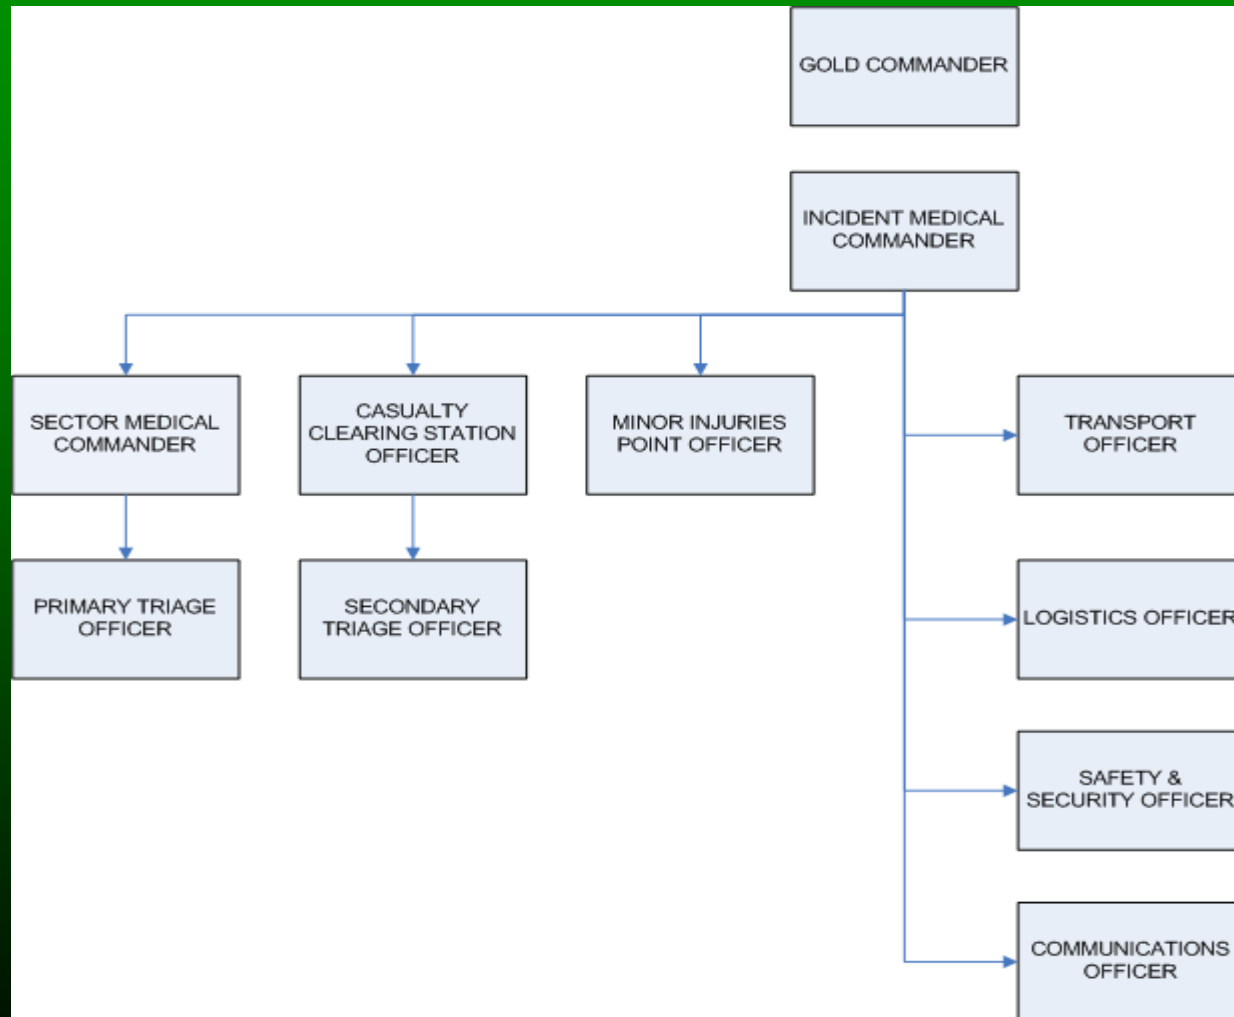 GOLD COMMANDER
INCIDENT MEDICAL
COMMANDER
SECTOR MEDICAL
COMMANDER
CASUALTY
CLEARING STATION
OFFICER
MINOR INJURIES
POINT OFFICER
TRANSPORT
OFFICER
PRIMARY TRIAGE
OFFICER
SECONDARY
TRIAGE OFFICER
LOGISTICS OFFICER
SAFETY &
SECURITY OFFICER
COMMUNICATIONS
OFFICER